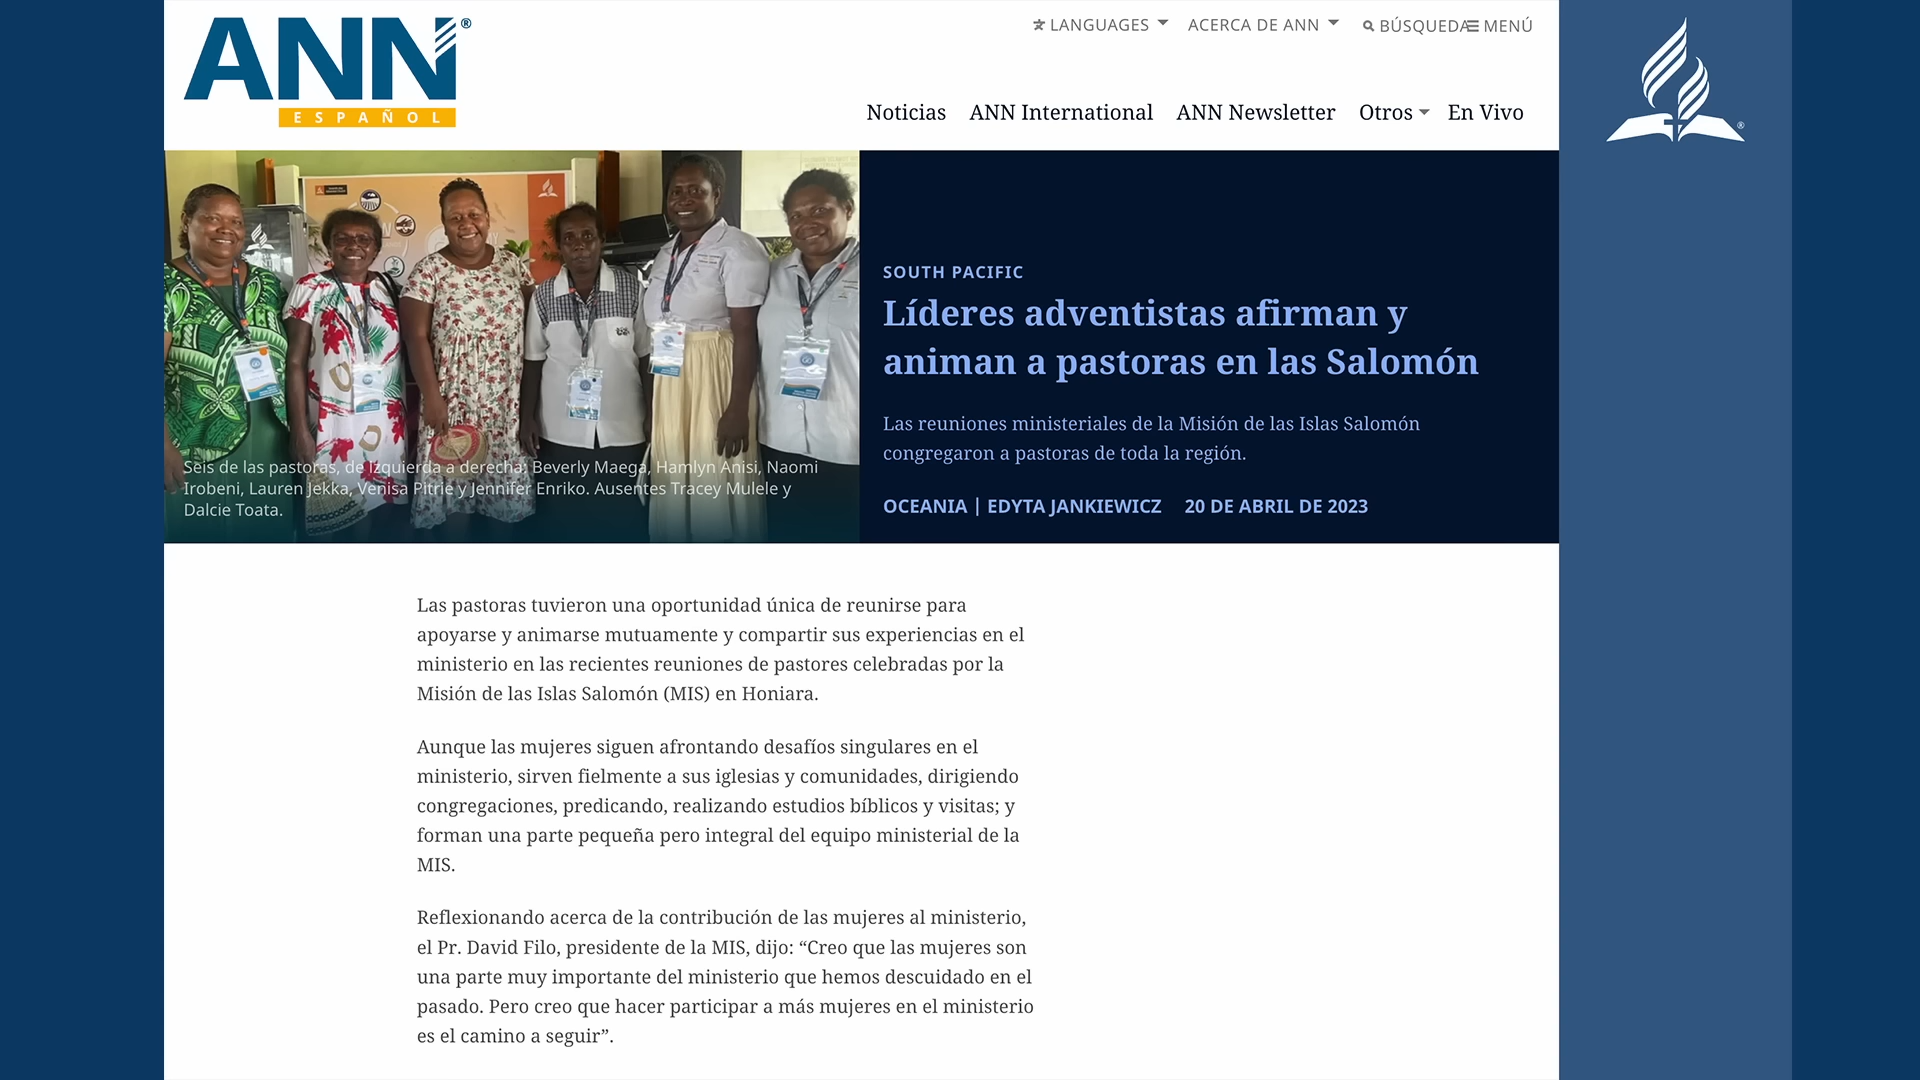 ANN®
ESPAÑOL
LANGUAGES
ACERCA DE ANN
BÚSQUEDA
MENÚ
Noticias
ANN International
ANN Newsletter
Otros
En Vivo
Seis de las pastoras, de izquierda a derecha: Beverly Maega, Hamlyn Anisi, Naomi
Irobeni, Lauren Jekka, Venisa Pitrie y Jennifer Enriko. Ausentes Tracey Mulele y
Dalcie Toata.
SOUTH PACIFIC
Líderes adventistas afirman y
animan a pastoras en las Salomón
Las reuniones ministeriales de la Misión de las Islas Salomón
congregaron a pastoras de toda la región.
OCEANIA | EDYTA JANKIEWICZ 20 DE ABRIL DE 2023
Las pastoras tuvieron una oportunidad única de reunirse para
apoyarse y animarse mutuamente y compartir sus experiencias en el
ministerio en las recientes reuniones de pastores celebradas por la
Misión de las Islas Salomón (MIS) en Honiara.
Aunque las mujeres siguen afrontando desafíos singulares en el
ministerio, sirven fielmente a sus iglesias y comunidades, dirigiendo
congregaciones, predicando, realizando estudios bíblicos y visitas; y
forman una parte pequeña pero integral del equipo ministerial de la
MIS.
Reflexionando acerca de la contribución de las mujeres al ministerio,
el Pr. David Filo, presidente de la MIS, dijo: “Creo que las mujeres son
una parte muy importante del ministerio que hemos descuidado en el
pasado. Pero creo que hacer participar a más mujeres en el ministerio
es el camino a seguir”.
®